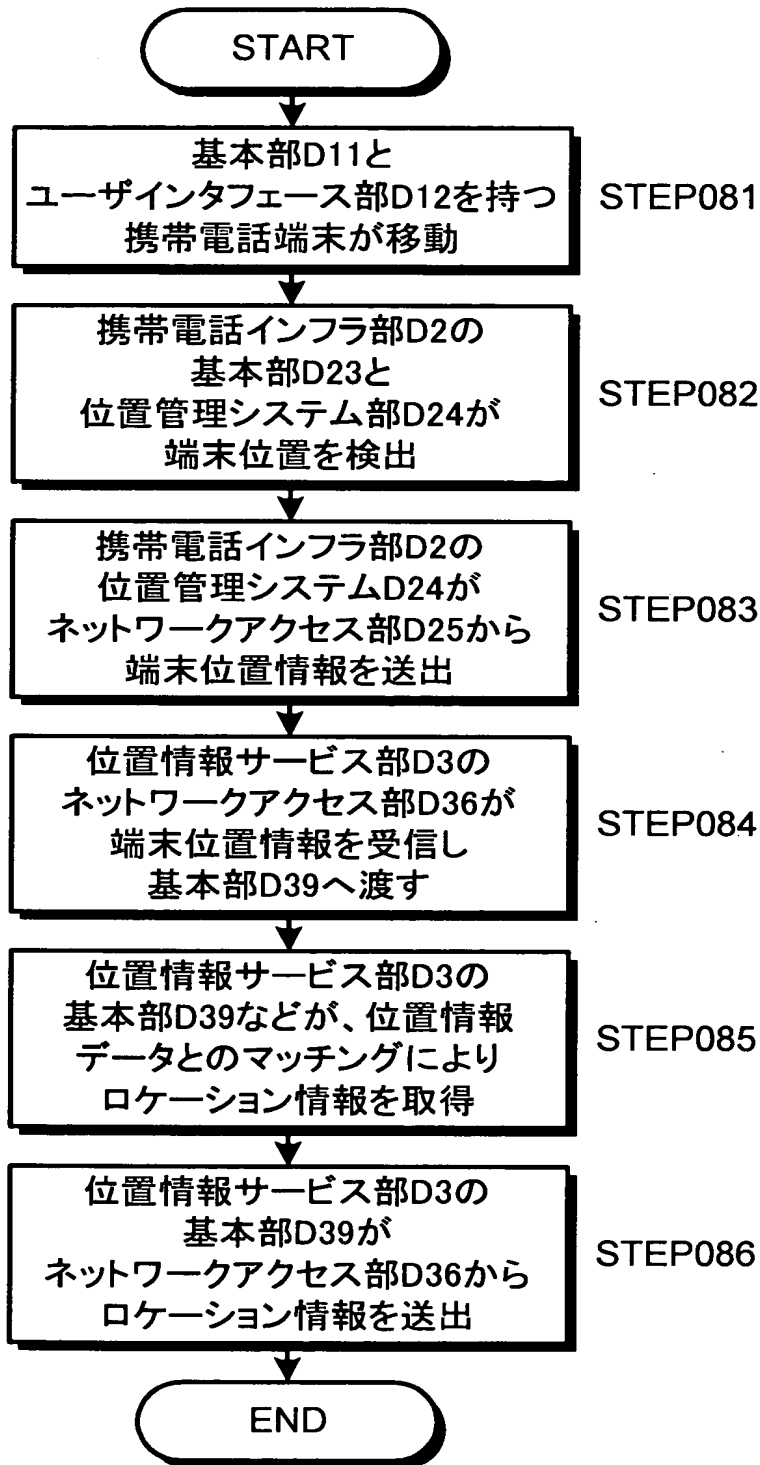 START
基本部D11と
ユーザインタフェース部D12を持つ
携帯電話端末が移動
STEP081
携帯電話インフラ部D2の
基本部D23と
位置管理システム部D24が
端末位置を検出
STEP082
携帯電話インフラ部D2の
位置管理システムD24が
ネットワークアクセス部D25から
端末位置情報を送出
STEP083
位置情報サービス部D3の
ネットワークアクセス部D36が
端末位置情報を受信し
基本部D39へ渡す
STEP084
位置情報サービス部D3の
基本部D39などが、位置情報
データとのマッチングにより
ロケーション情報を取得
STEP085
位置情報サービス部D3の
基本部D39が
ネットワークアクセス部D36から
ロケーション情報を送出
STEP086
END